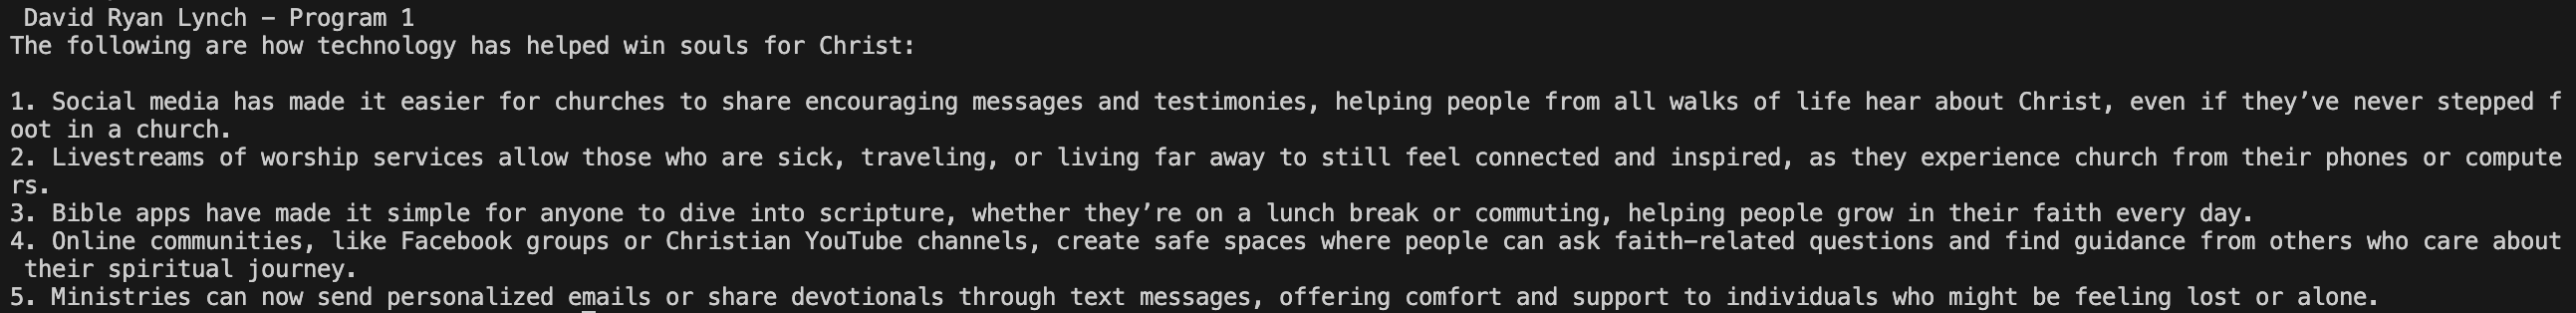 David Ryan Lynch – Program 1
The following are how technology has helped win souls for Christ:
1. Social media has made it easier for churches to share encouraging messages and testimonies, helping people from all walks of life hear about Christ, even if they’ve never stepped f
oot in a church.
2. Livestreams of worship services allow those who are sick, traveling, or living far away to still feel connected and inspired, as they experience church from their phones or compute
rs.
3. Bible apps have made it simple for anyone to dive into scripture, whether they’re on a lunch break or commuting, helping people grow in their faith every day.
4. Online communities, like Facebook groups or Christian YouTube channels, create safe spaces where people can ask faith–related questions and find guidance from others who care about
their spiritual journey.
5. Ministries can now send personalized emails or share devotionals through text messages, offering comfort and support to individuals who might be feeling lost or alone.